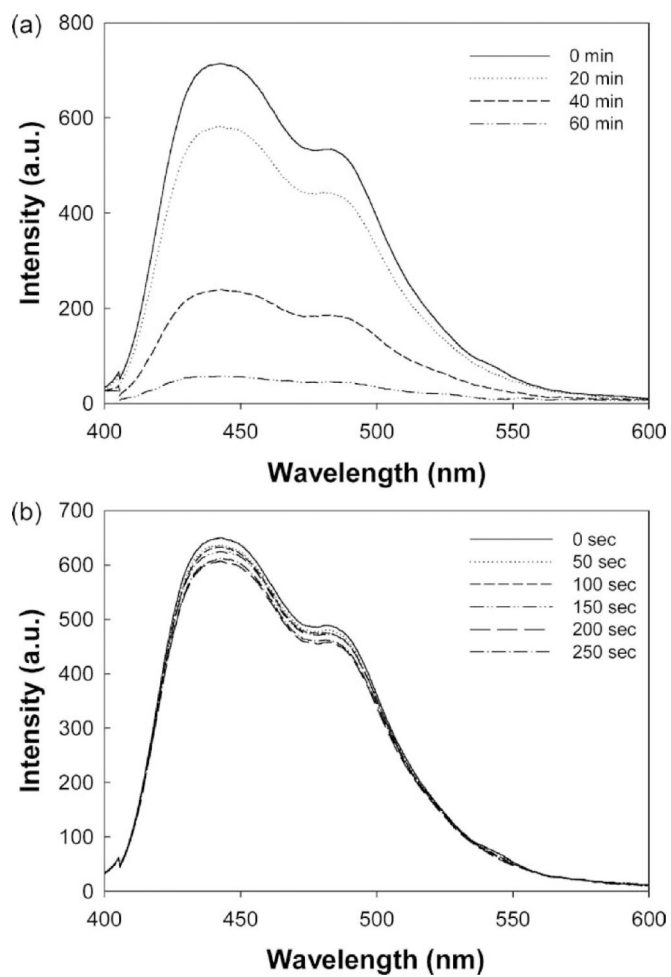 (a)
800
600
400
200
0
Intensity (a.u.)
0 min
20 min
40 min
60 min
400 450 500 550 600
Wavelength (nm)
(b)
700
600
500
400
300
200
100
0
Intensity (a.u.)
0 sec
50 sec
100 sec
150 sec
200 sec
250 sec
400 450 500 550 600
Wavelength (nm)